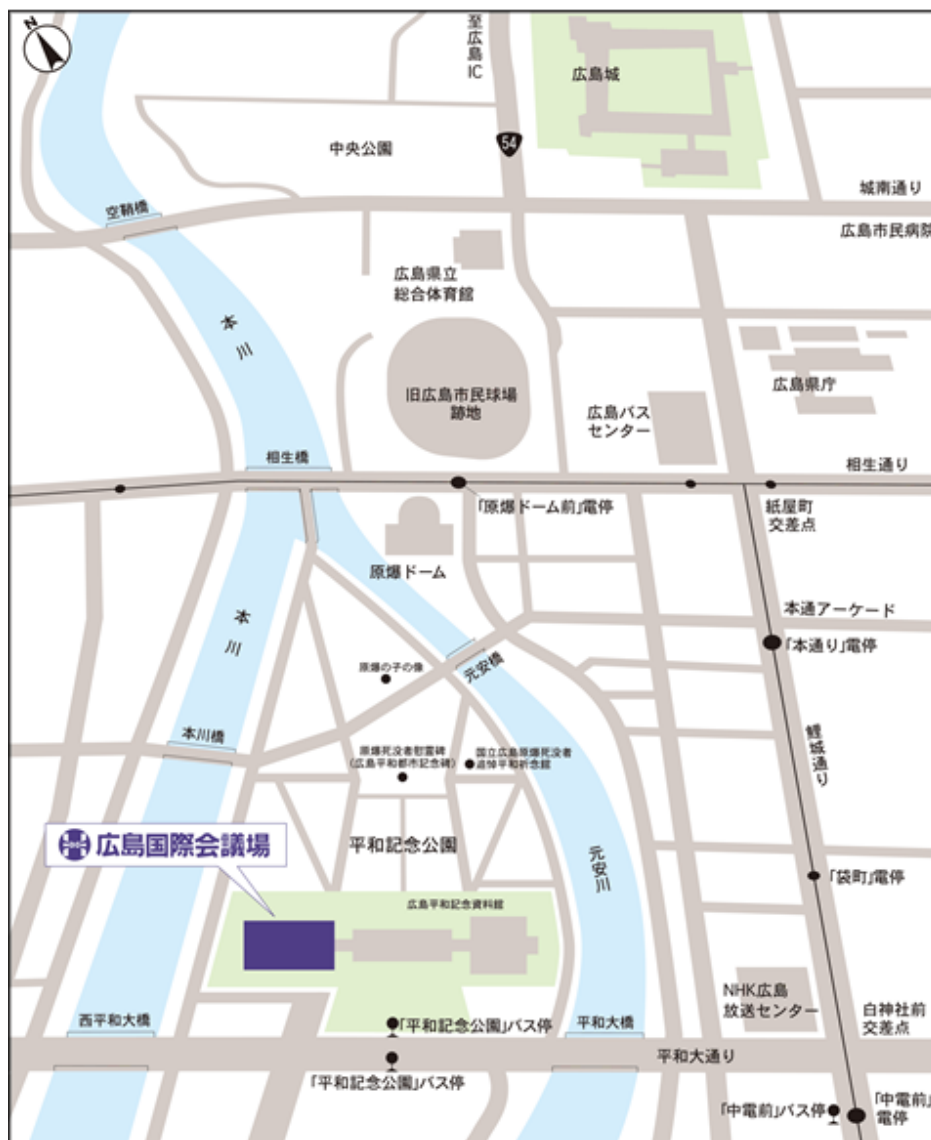 N
至広島IC
広島城
54
中央公園
城南通り
空鞘橋
広島市民病院
広島県立
総合体育館
本川
旧広島市民球場
跡地
広島バス
センター
広島県庁
相生橋
相生通り
「原爆ドーム前」電停
紙屋町
交差点
原爆ドーム
本通アーケード
本川
「本通り」電停
原爆の子の像
元安橋
本川橋
鯉城通り
原爆死没者慰霊碑
(広島平和都市記念碑)
国立広島原爆死没者
追悼平和祈念館
広島国際会議場
平和記念公園
元安川
「袋町」電停
広島平和記念資料館
NHK広島
放送センター
白神社前
交差点
西平和大橋
「平和記念公園」バス停
平和大橋
平和大通り
「平和記念公園」バス停
「中電前」バス停
「中電前」
電停